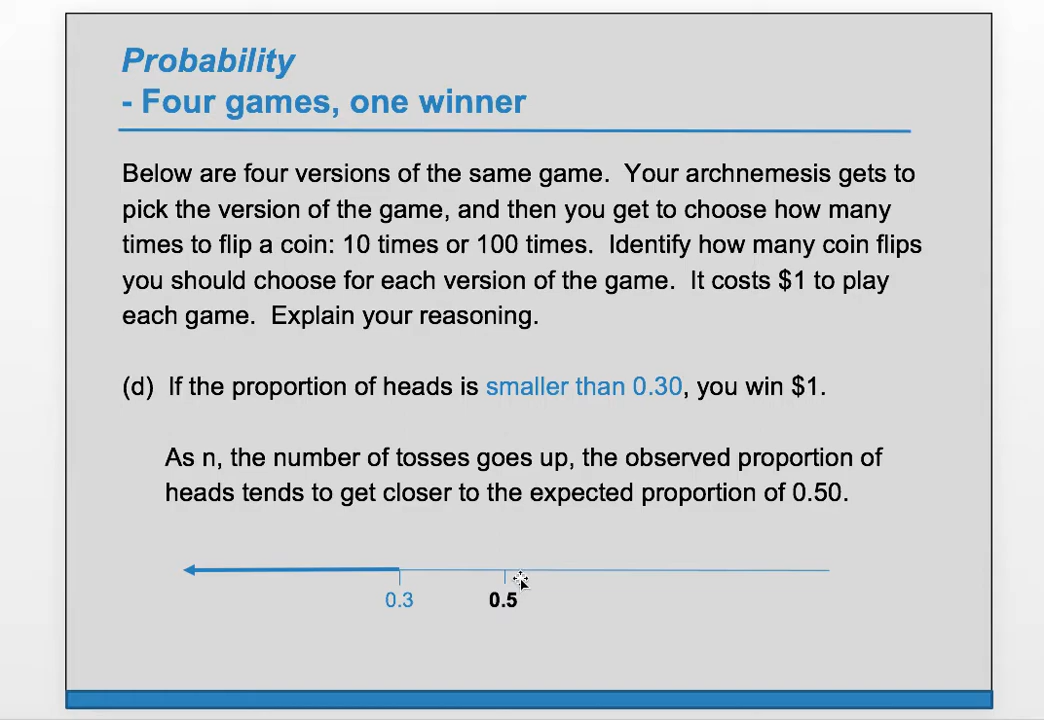 Probability
- Four games, one winner
Below are four versions of the same game. Your archnemesis gets to
pick the version of the game, and then you get to choose how many
times to flip a coin: 10 times or 100 times. Identify how many coin flips
you should choose for each version of the game. It costs $1 to play
each game. Explain your reasoning.
(d) If the proportion of heads is smaller than 0.30, you win $1.
As n, the number of tosses goes up, the observed proportion of
heads tends to get closer to the expected proportion of 0.50.
0.3 0.5